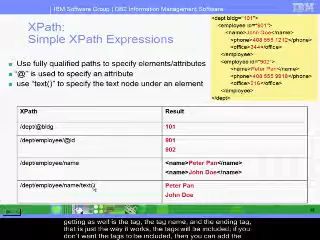 IBM Software Group | DB2 Information Management Software
IBM
XPath:
Simple XPath Expressions
<dept bldg="101">
<employee id="901">
<name>John Doe</name>
<phone>408 555 1212</phone>
<office>344</office>
</employee>
<employee id="902">
<name>Peter Pan</name>
<phone>408 555 9918</phone>
<office>216</office>
</employee>
</dept>
Use fully qualified paths to specify elements/attributes
"@" is used to specify an attribute
use "text()" to specify the text node under an element
XPath Result
/dept/@bldg 101
/dept/employee/@id 901
902
/dept/employee/name <name>Peter Pan</name>
<name>John Doe</name>
/dept/employee/name/text() Peter Pan
John Doe
getting as well is the tag, the tag name, and the ending tag,
that is just the way it works, the tags will be included, if you
don't want the tags to be included, then you can add the